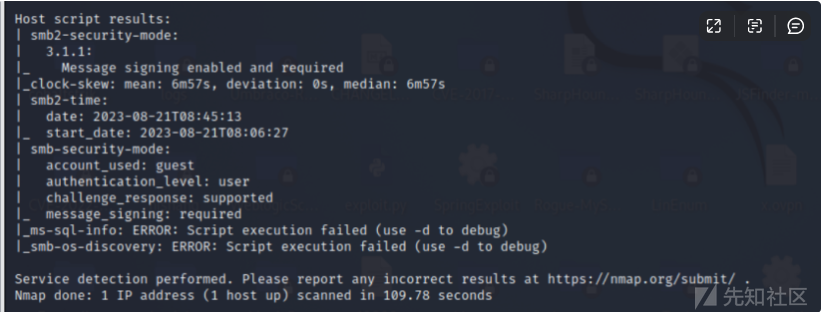 Host script results:
| smb2-security-mode:
|   3.1.1:
|_    Message signing enabled and required
|_clock-skew: mean: 6m57s, deviation: 0s, median: 6m57s
| smb2-time:
|   date: 2023-08-21T08:45:13
|_  start_date: 2023-08-21T08:06:27
| smb-security-mode:
|   account_used: guest
|   authentication_level: user
|   challenge_response: supported
|_  message_signing: required
|_ms-sql-info: ERROR: Script execution failed (use -d to debug)
|_smb-os-discovery: ERROR: Script execution failed (use -d to debug)

Service detection performed. Please report any incorrect results at https://nmap.org/submit/ .
Nmap done: 1 IP address (1 host up) scanned in 109.78 seconds
先知社区